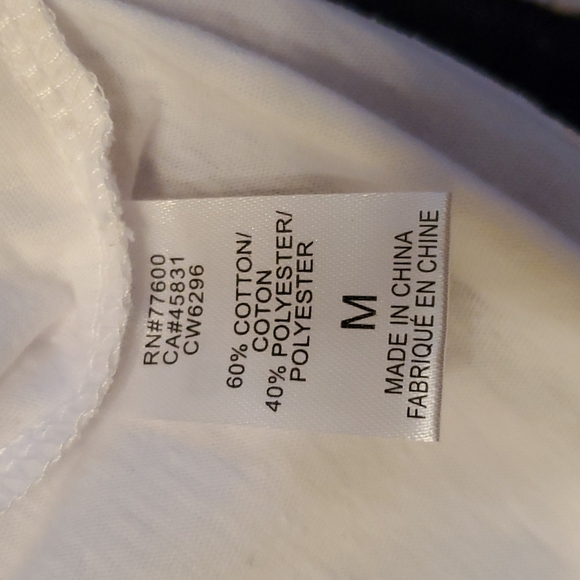 RN#77600
CA#45831
CW6296
60% COTTON/
COTON
40% POLYESTER/
POLYESTER
M
MADE IN CHINA
FABRIQUÉ EN CHINE